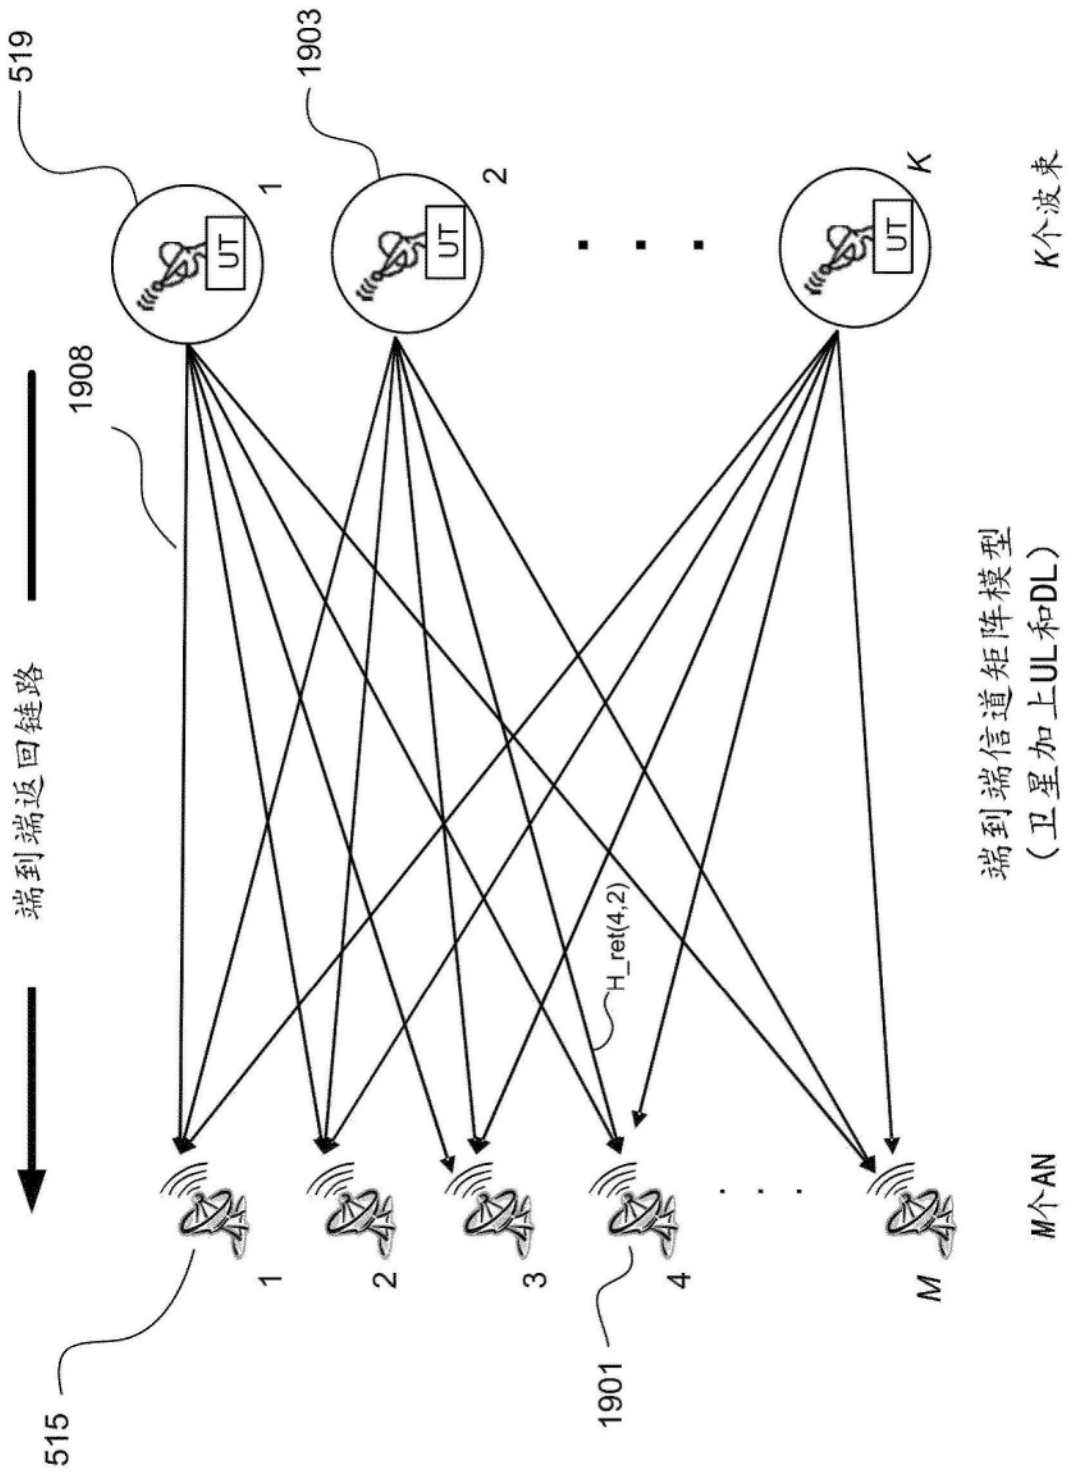 端到端返回链路
1908
519
515
1
UT
1
2
UT
2
1903
3
H_ret(4,2)
4
1901
M
UT
K
M个AN
端到端信道矩阵模型
(卫星加上UL和DL)
K个波束